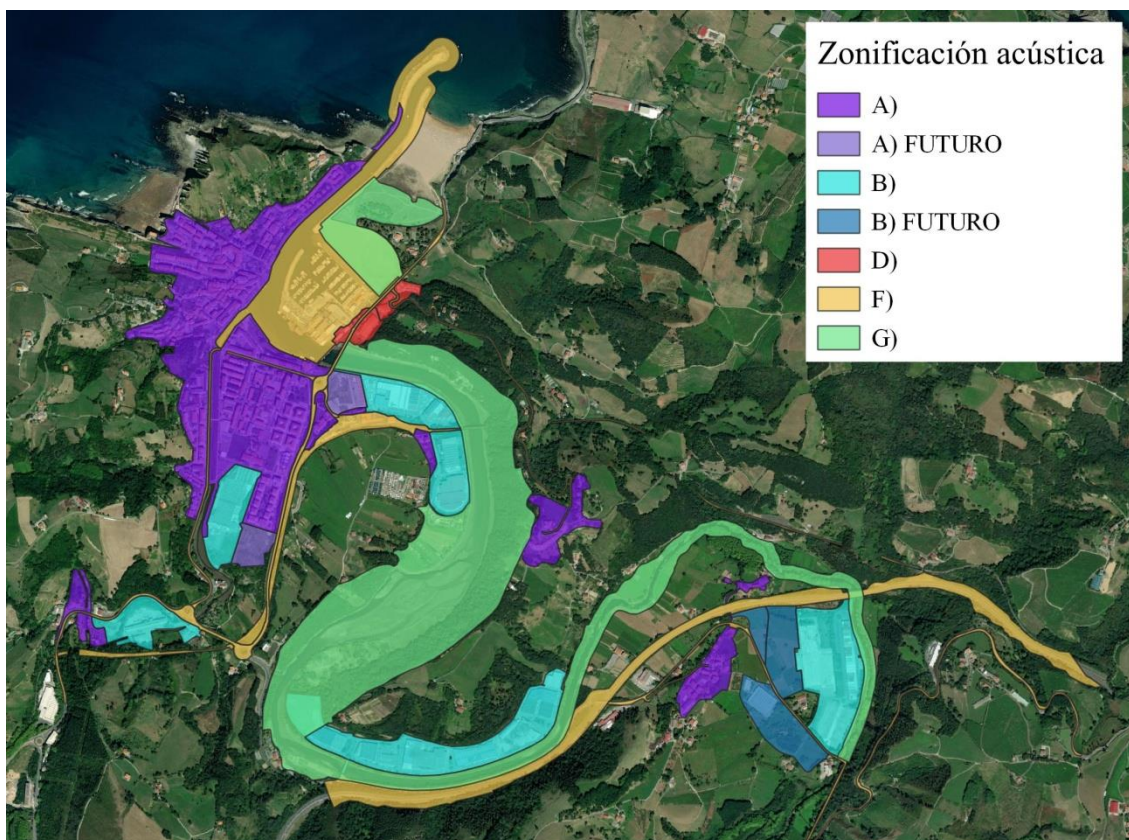 Zonificación acústica
A)
A) FUTURO
B)
B) FUTURO
D)
F)
G)